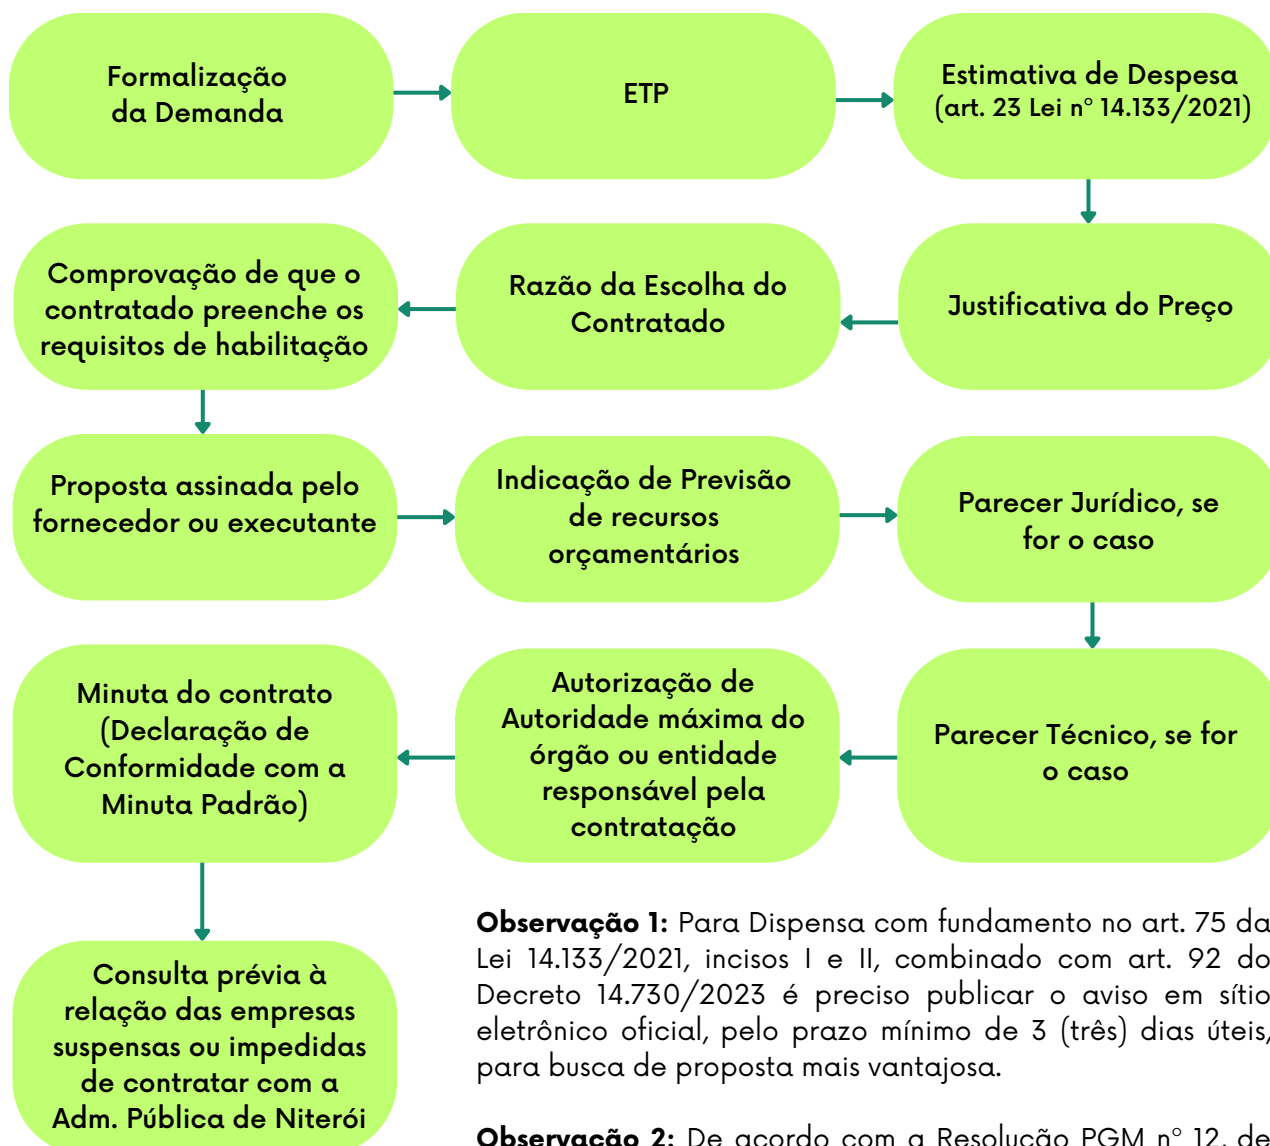 Formalização
da Demanda
ETP
Estimativa de Despesa
(art. 23 Lei n° 14.133/2021)
Justificativa do Preço
Razão da Escolha do
Contratado
Comprovação de que o
contratado preenche os
requisitos de habilitação
Proposta assinada pelo
fornecedor ou executante
Indicação de Previsão
de recursos
orçamentários
Parecer Jurídico, se
for o caso
Parecer Técnico, se for
o caso
Autorização de
Autoridade máxima do
órgão ou entidade
responsável pela
contratação
Minuta do contrato
(Declaração de
Conformidade com a
Minuta Padrão)
Consulta prévia à
relação das empresas
suspensas ou impedidas
de contratar com a
Adm. Pública de Niterói
Observação 1: Para Dispensa com fundamento no art. 75 da
Lei 14.133/2021, incisos I e II, combinado com art. 92 do
Decreto 14.730/2023 é preciso publicar o aviso em sítio
eletrônico oficial, pelo prazo mínimo de 3 (três) dias úteis,
para busca de proposta mais vantajosa.
Observação 2: De acordo com a Resolução PGM n° 12, de